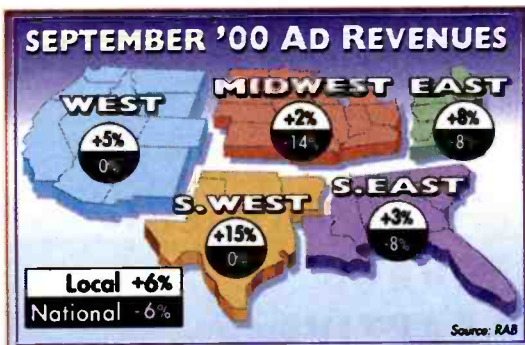 SEPTEMBER '00 AD REVENUES
WEST
+5%
0%
MIDWEST
+2%
-14%
EAST
+8%
-8%
S.WEST
+15%
0%
S.EAST
+3%
-8%
Local +6%
National -6%
Source: RAB